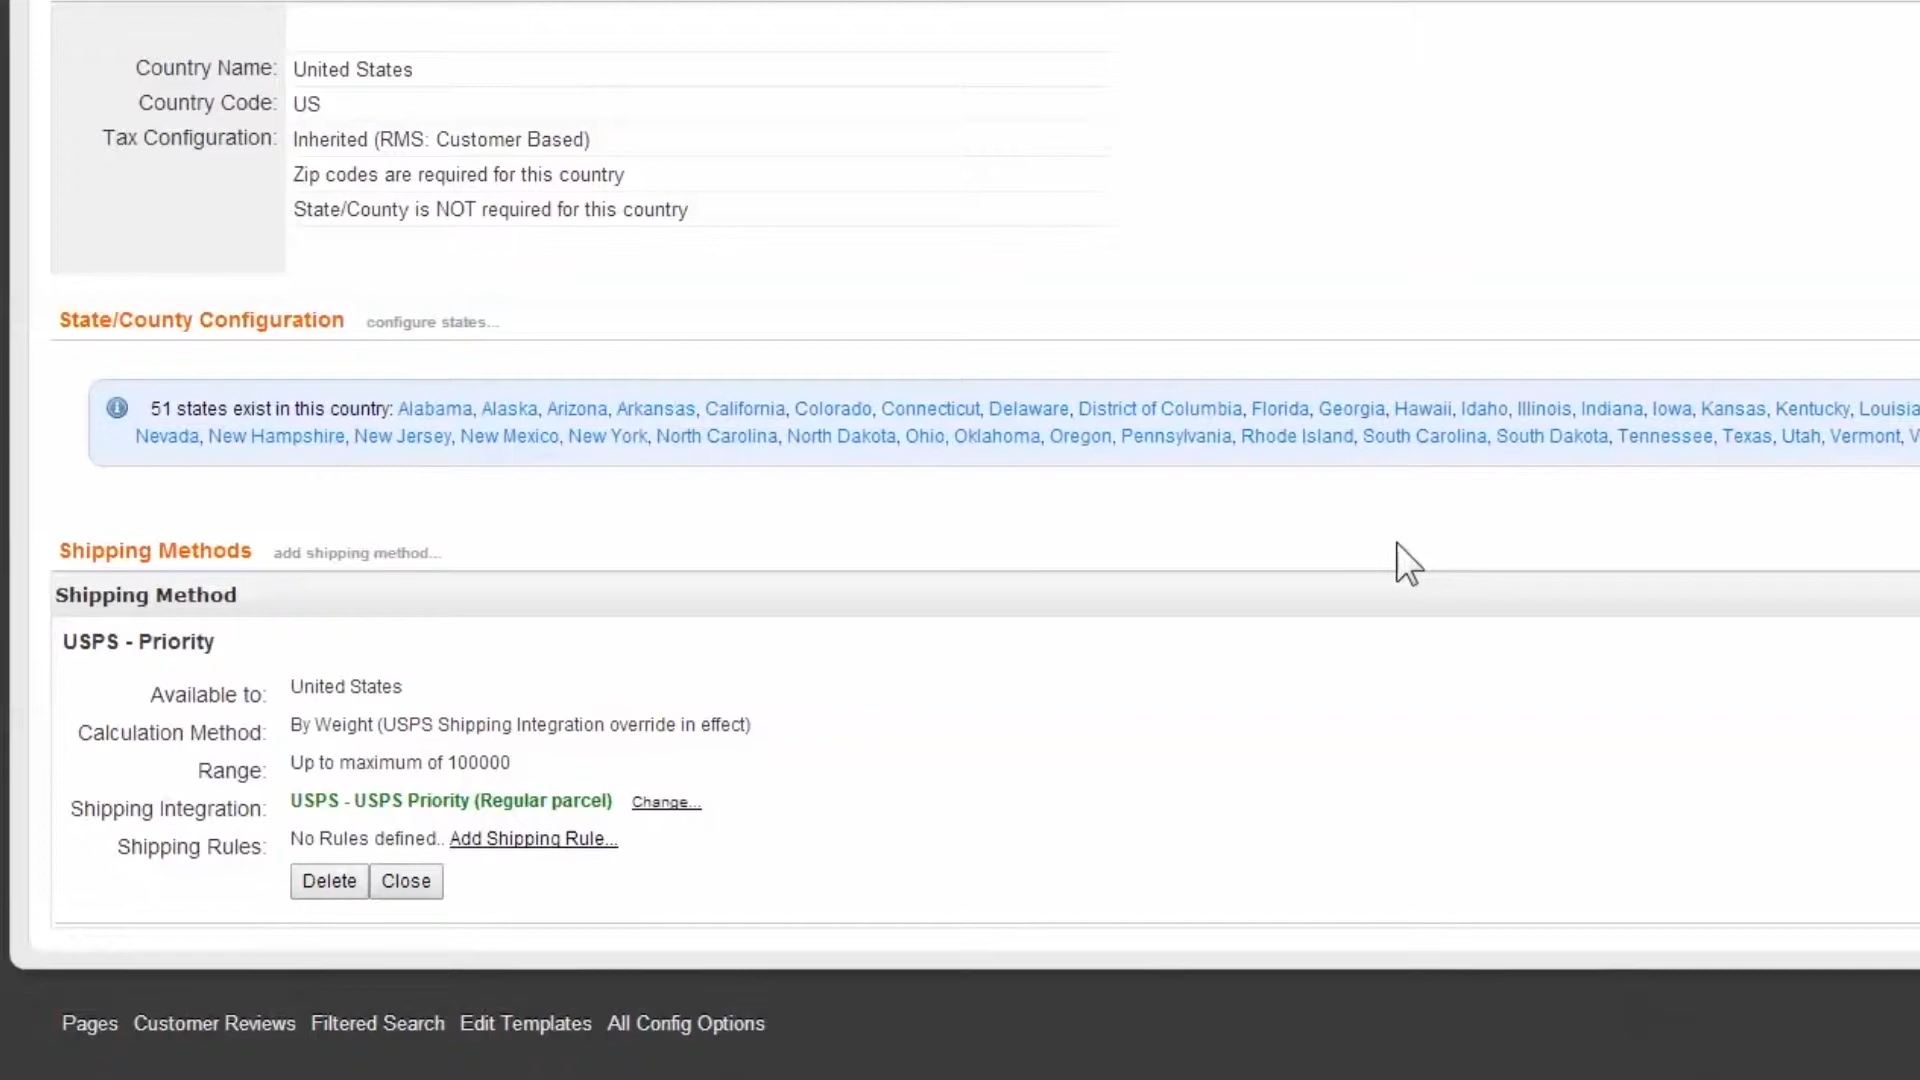 Country Name: United States
Country Code: US
Tax Configuration: Inherited (RMS: Customer Based)
Zip codes are required for this country
State/County is NOT required for this country
State/County Configuration configure states...
51 states exist in this country: Alabama, Alaska, Arizona, Arkansas, California, Colorado, Connecticut, Delaware, District of Columbia, Florida, Georgia, Hawaii, Idaho, Illinois, Indiana, Iowa, Kansas, Kentucky,
Nevada, New Hampshire, New Jersey, New Mexico, New York, North Carolina, North Dakota, Ohio, Oklahoma, Oregon, Pennsylvania, Rhode Island, South Carolina, South Dakota, Tennessee, Texas, Utah, Vermont,
Shipping Methods add shipping method...
Shipping Method
USPS - Priority
Available to: United States
Calculation Method: By Weight (USPS Shipping Integration override in effect)
Range: Up to maximum of 100000
Shipping Integration: USPS - USPS Priority (Regular parcel) Change...
Shipping Rules: No Rules defined.. Add Shipping Rule...
Delete Close
Pages Customer Reviews Filtered Search Edit Templates All Config Options